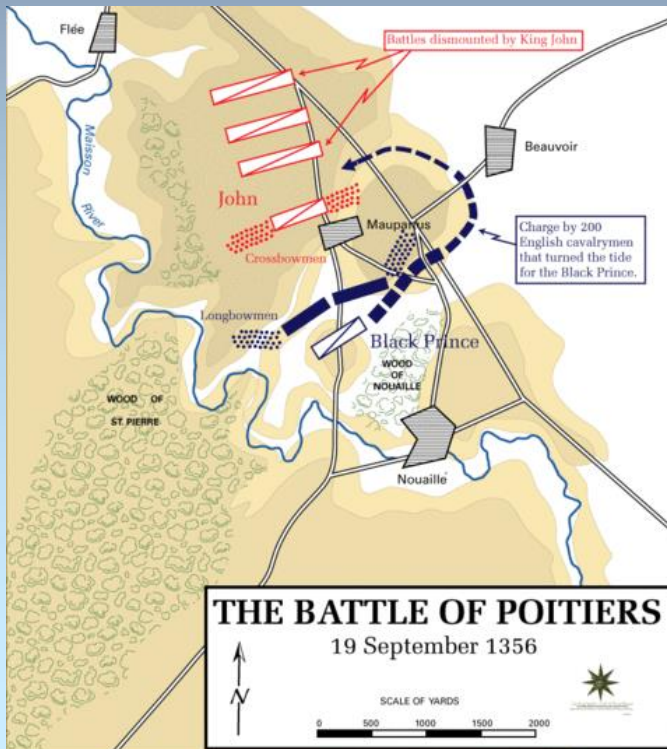 Flée
Battles dismounted by King John
Maisson
River
Beauvoir
John
Maupartius
Crossbowmen
Charge by 200
English cavalrymen
that turned the tide
for the Black Prince.
Longbowmen
Black Prince
WOOD
OF
NOUAILLE
WOOD OF
ST. PIERRE
Nouaillé
THE BATTLE OF POITIERS
19 September 1356
N
SCALE OF YARDS
0 500 1000 1500 2000